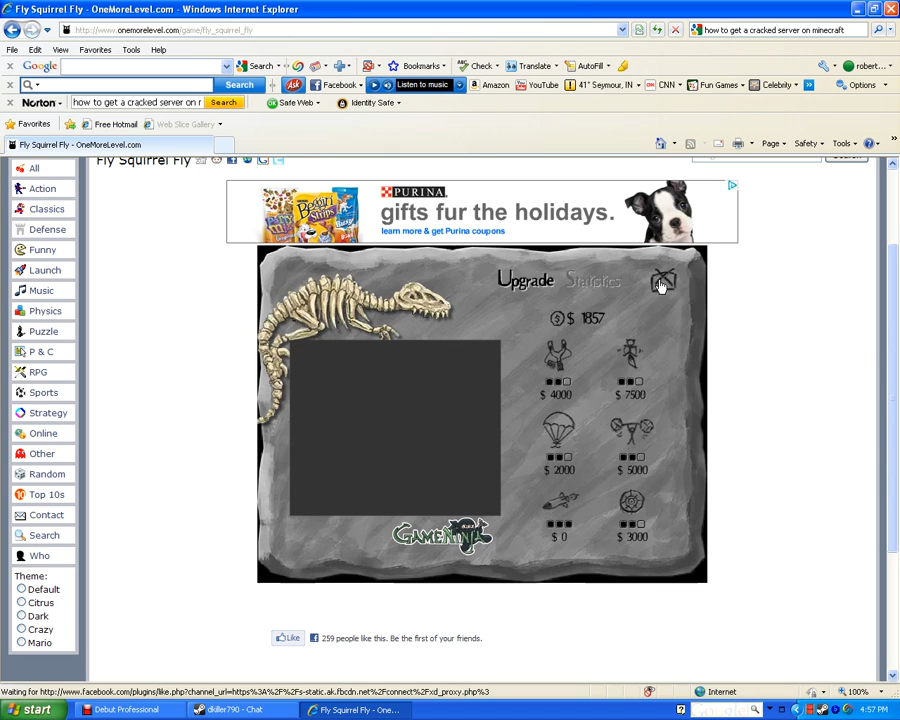 Fly Squirrel Fly - OneMoreLevel.com - Windows Internet Explorer
http://www.onemorelevel.com/game/fly_squirrel_fly
how to get a cracked server on minecraft
File Edit View Favorites Tools Help
Google Search Bookmarks Check Translate AutoFill robert...
Search Ask Facebook Listen to music Amazon YouTube 41° Seymour, IN CNN Fun Games Celebrity Options
Norton how to get a cracked server on r Search Safe Web Identity Safe
Favorites Free Hotmail Web Slice Gallery
Fly Squirrel Fly - OneMoreLevel.com
Page Safety Tools
Fly Squirrel Fly
Search
All
Action
Classics
Defense
Funny
Launch
Music
Physics
Puzzle
P & C
RPG
Sports
Strategy
Online
Other
Random
Top 10s
Contact
Search
Who
Theme:
Default
Citrus
Dark
Crazy
Mario
PURINA
Beggin' Strips
gifts fur the holidays.
learn more & get Purina coupons
Upgrade Statistics
$ 1857
$ 4000 $ 7500
$ 2000 $ 5000
$ 0 $ 3000
GAMENINJA
Like 259 people like this. Be the first of your friends.
Waiting for http://www.facebook.com/plugins/like.php?channel_url=https%3A%2F%2Fs-static.ak.fbcdn.net%2Fconnect%2Fxd_proxy.php%3
Internet 100%
start Debut Professional dkiller790 - Chat Fly Squirrel Fly - One... Search 4:57 PM